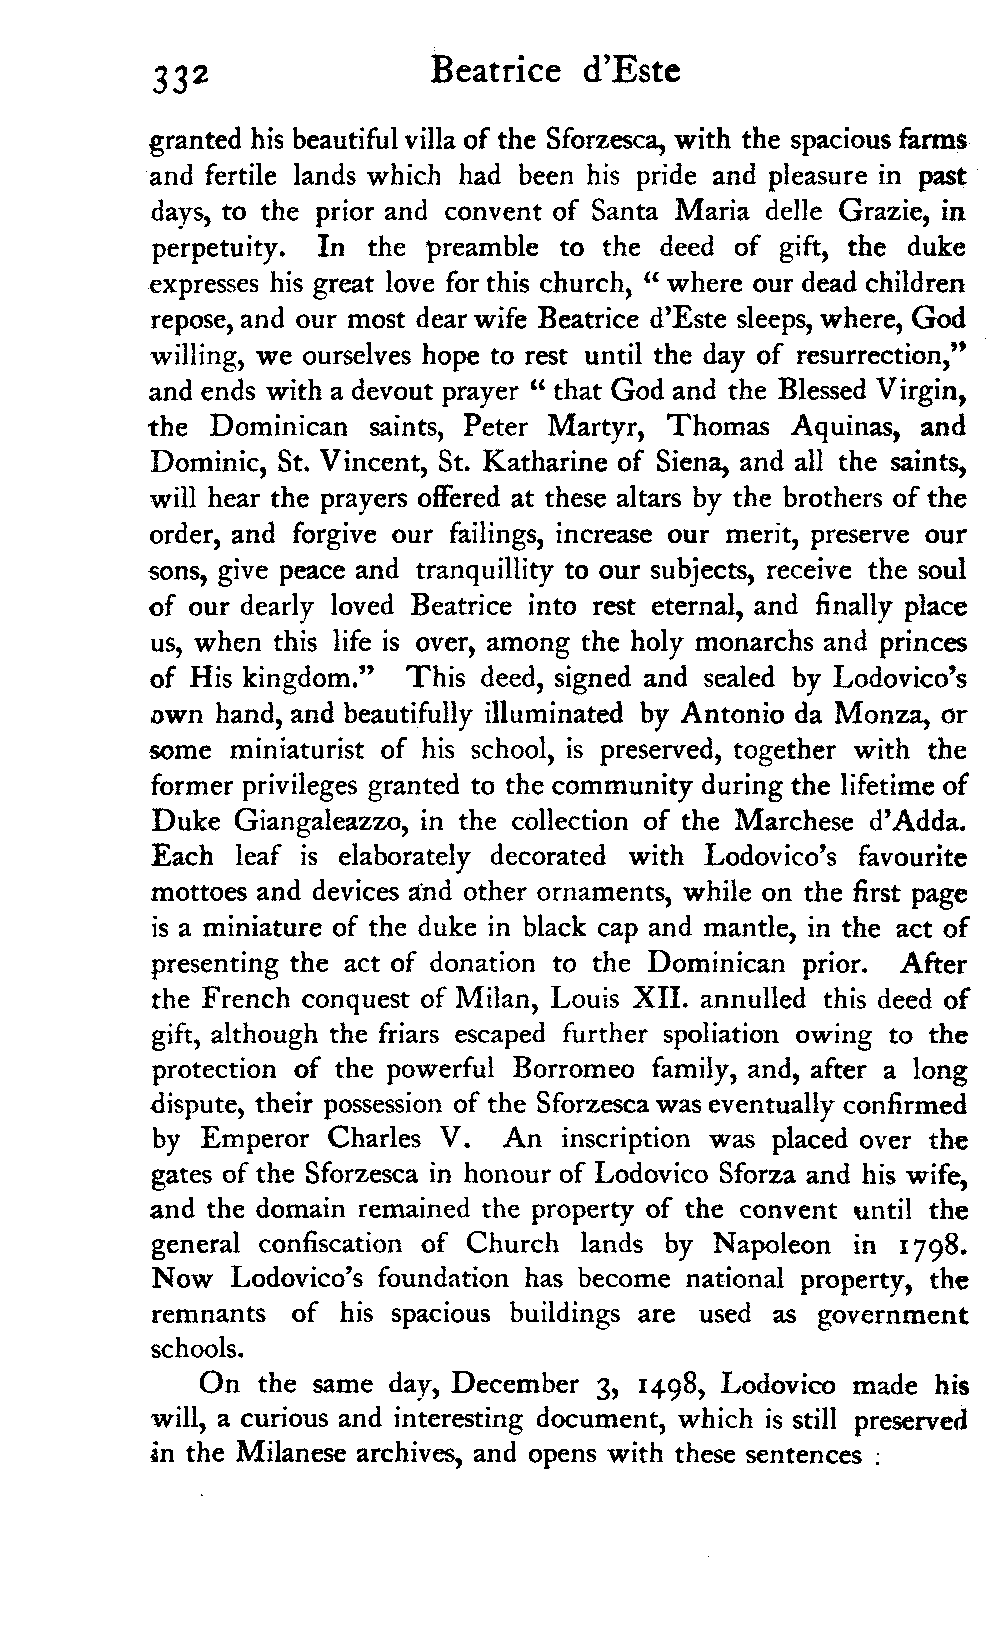 332 Beatrice d'Este
granted his beautiful villa of the Sforzesca, with the spacious farms
and fertile lands which had been his pride and pleasure in past
days, to the prior and convent of Santa Maria delle Grazie, in
perpetuity. In the preamble to the deed of gift, the duke
expresses his great love for this church, " where our dead children
repose, and our most dear wife Beatrice d'Este sleeps, where, God
willing, we ourselves hope to rest until the day of resurrection,"
and ends with a devout prayer " that God and the Blessed Virgin,
the Dominican saints, Peter Martyr, Thomas Aquinas, and
Dominic, St. Vincent, St. Katharine of Siena, and all the saints,
will hear the prayers offered at these altars by the brothers of the
order, and forgive our failings, increase our merit, preserve our
sons, give peace and tranquillity to our subjects, receive the soul
of our dearly loved Beatrice into rest eternal, and finally place
us, when this life is over, among the holy monarchs and princes
of His kingdom." This deed, signed and sealed by Lodovico's
own hand, and beautifully illuminated by Antonio da Monza, or
some miniaturist of his school, is preserved, together with the
former privileges granted to the community during the lifetime of
Duke Giangaleazzo, in the collection of the Marchese d'Adda.
Each leaf is elaborately decorated with Lodovico's favourite
mottoes and devices and other ornaments, while on the first page
is a miniature of the duke in black cap and mantle, in the act of
presenting the act of donation to the Dominican prior. After
the French conquest of Milan, Louis XII. annulled this deed of
gift, although the friars escaped further spoliation owing to the
protection of the powerful Borromeo family, and, after a long
dispute, their possession of the Sforzesca was eventually confirmed
by Emperor Charles V. An inscription was placed over the
gates of the Sforzesca in honour of Lodovico Sforza and his wife,
and the domain remained the property of the convent until the
general confiscation of Church lands by Napoleon in 1798.
Now Lodovico's foundation has become national property, the
remnants of his spacious buildings are used as government
schools.
On the same day, December 3, 1498, Lodovico made his
will, a curious and interesting document, which is still preserved
in the Milanese archives, and opens with these sentences :